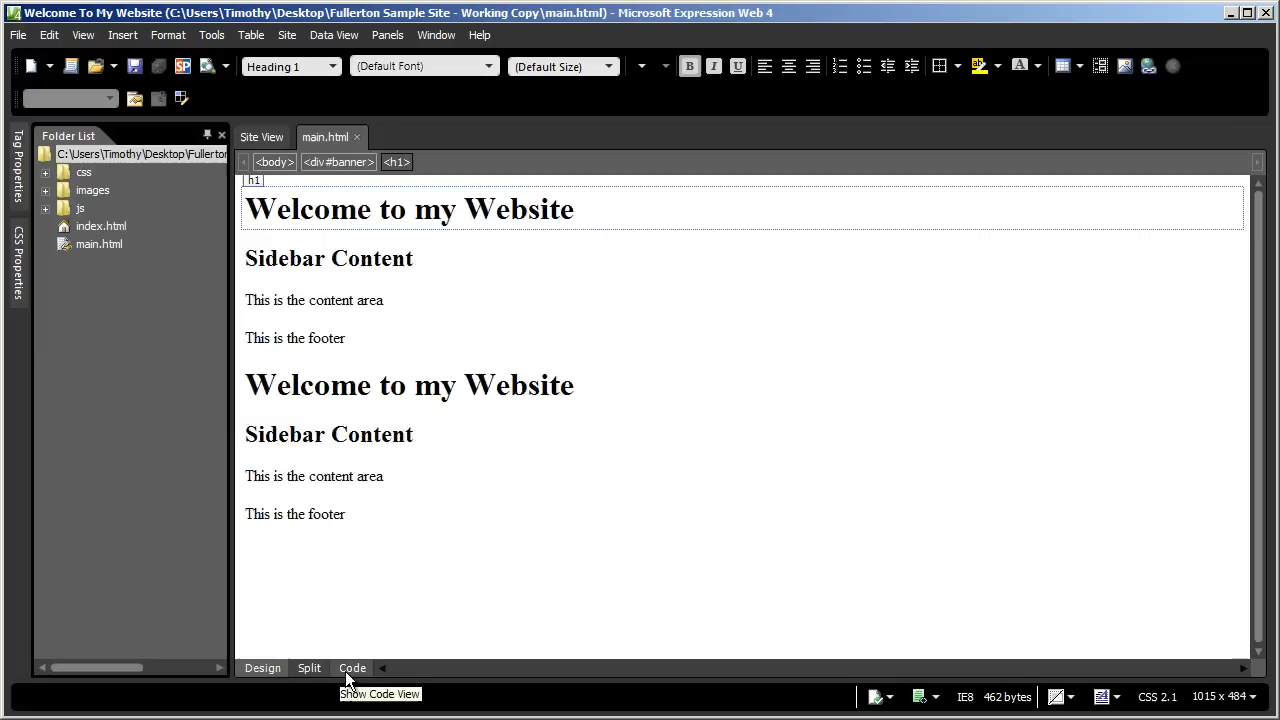 Welcome To My Website (C:\Users\Timothy\Desktop\Fullerton Sample Site - Working Copy\main.html) - Microsoft Expression Web 4
File Edit View Insert Format Tools Table Site Data View Panels Window Help
SP Heading 1 (Default Font) (Default Size) B I U ab A
Tag Properties
CSS Properties
Folder List
C:\Users\Timothy\Desktop\Fullerton
css
images
js
index.html
main.html
Site View main.html ×
<body> <div#banner> <h1>
h1
Welcome to my Website
Sidebar Content
This is the content area
This is the footer
Welcome to my Website
Sidebar Content
This is the content area
This is the footer
Design Split Code
Show Code View
IE8 462 bytes CSS 2.1 1015 x 484